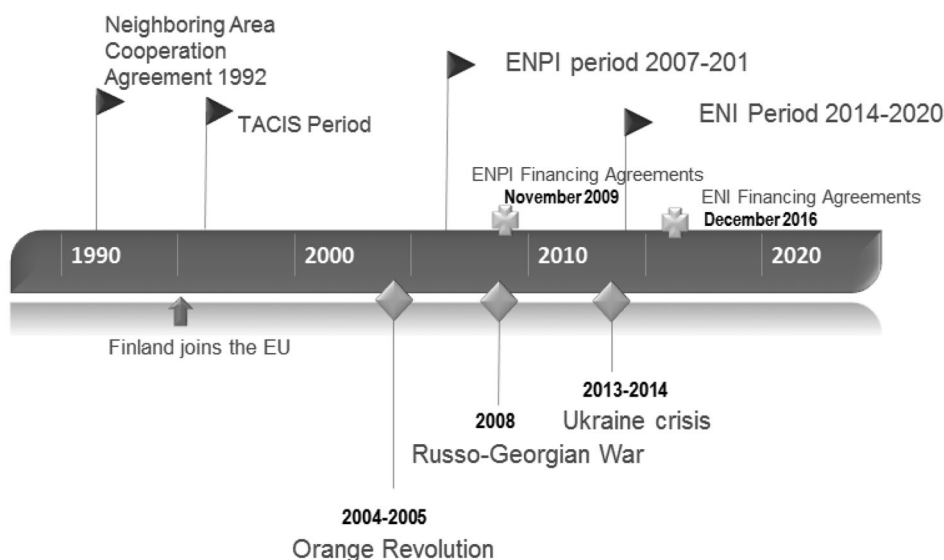 Neighboring Area
Cooperation
Agreement 1992
TACIS Period
ENPI period 2007-201
ENI Period 2014-2020
ENPI Financing Agreements
November 2009
ENI Financing Agreements
December 2016
1990
2000
2010
2020
Finland joins the EU
2013-2014
Ukraine crisis
2008
Russo-Georgian War
2004-2005
Orange Revolution